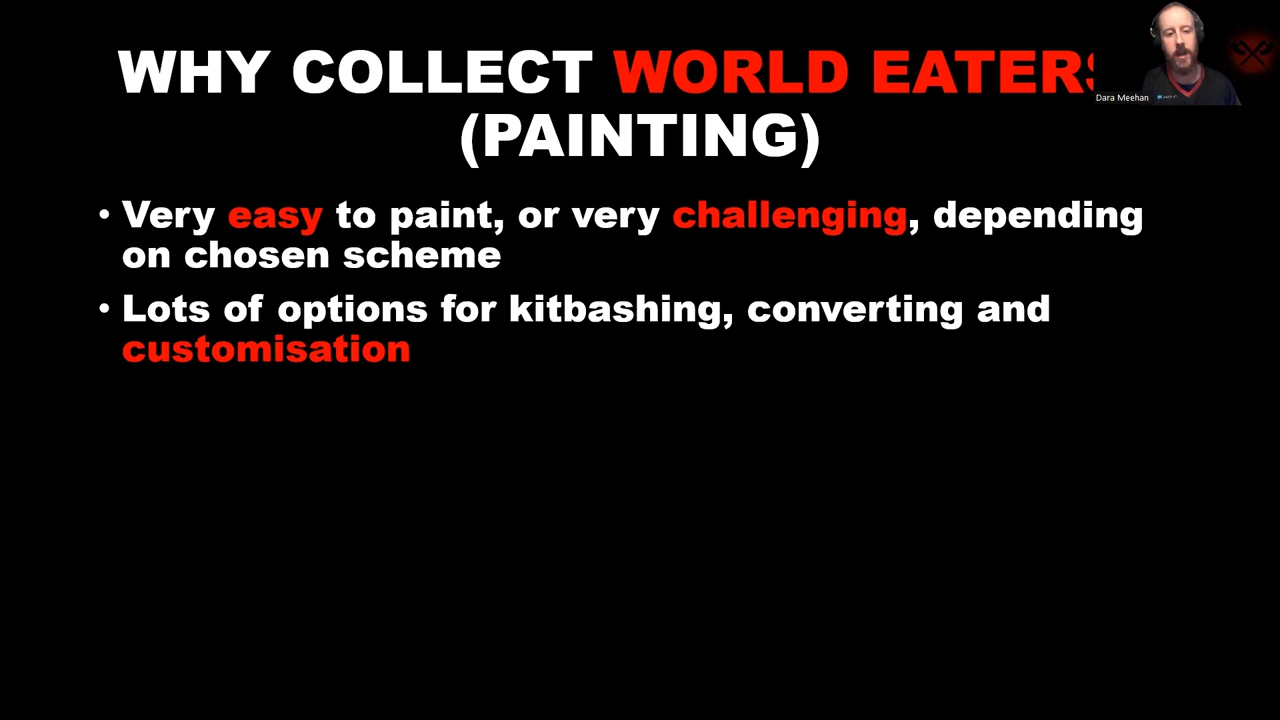 WHY COLLECT WORLD EATERS
(PAINTING)
Dara Meehan
• Very easy to paint, or very challenging, depending
on chosen scheme
• Lots of options for kitbashing, converting and
customisation